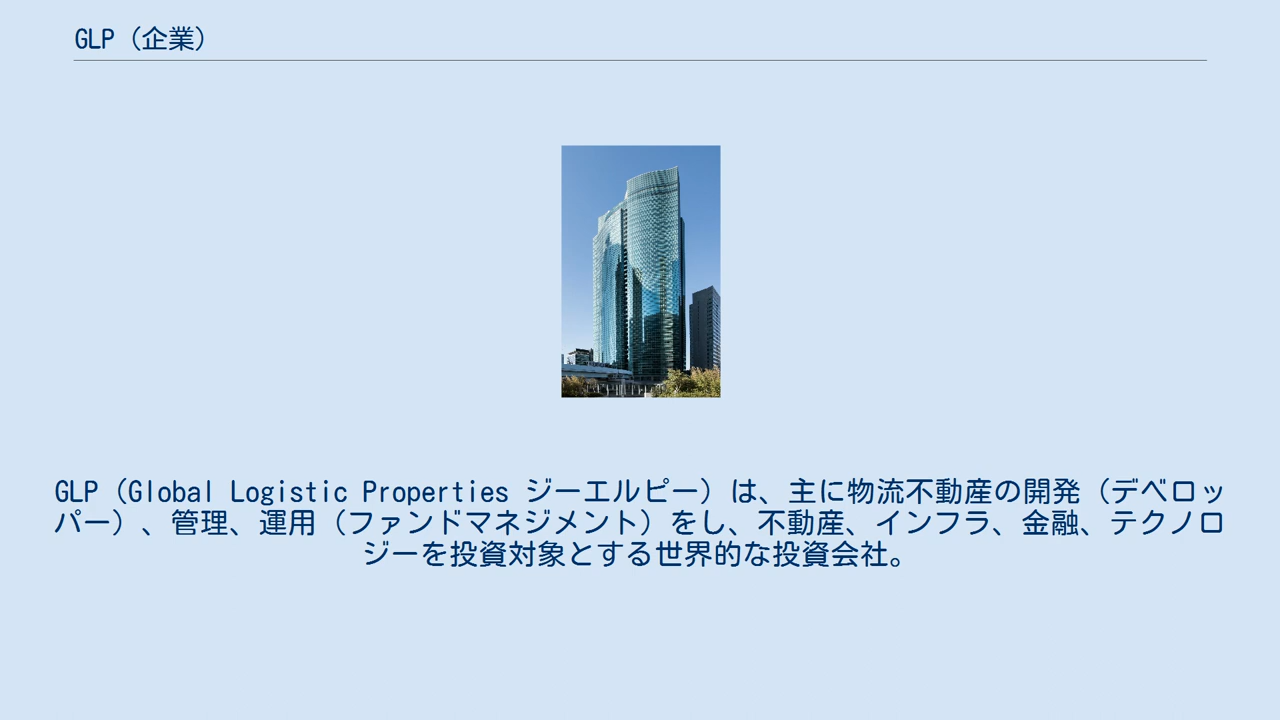 GLP（企業）
GLP（Global Logistic Properties ジーエルピー）は、主に物流不動産の開発（デベロッ
パー）、管理、運用（ファンドマネジメント）をし、不動産、インフラ、金融、テクノロ
ジーを投資対象とする世界的な投資会社。